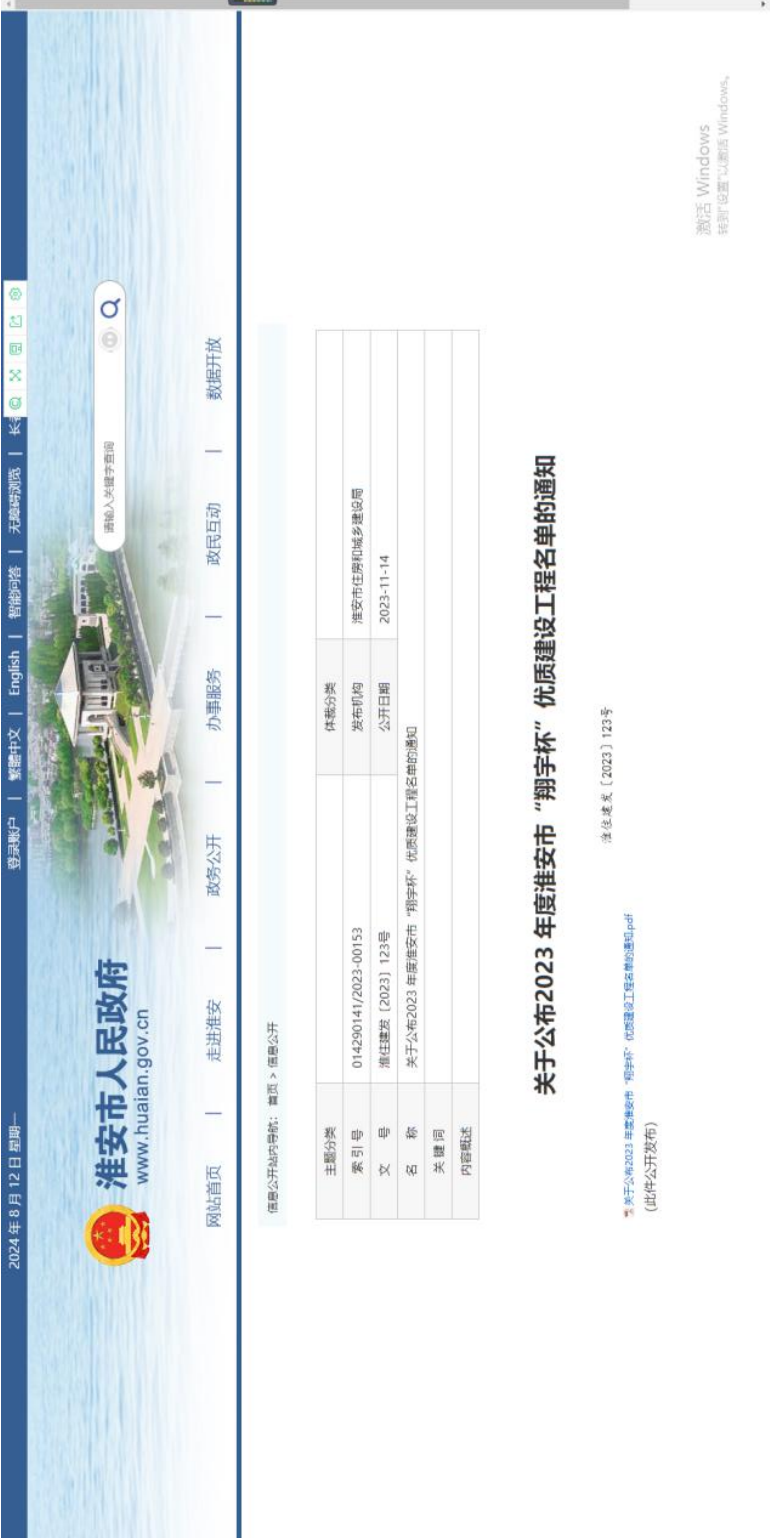 2024 年 8 月 12 日 星期一
登录账户 | 繁體中文 | English | 智能问答 | 无障碍浏览 | 长
淮安市人民政府
www.huaian.gov.cn
请输入关键字查询
网站首页 | 走进淮安 | 政务公开 | 办事服务 | 政民互动 | 数据开放
信息公开站内导航： 首页 > 信息公开
主题分类 体裁分类
索 引 号 014290141/2023-00153 发布机构 淮安市住房和城乡建设局
文 号 淮住建发〔2023〕123号 公开日期 2023-11-14
名 称 关于公布2023 年度淮安市“翔宇杯”优质建设工程名单的通知
关 键 词
内容概述
关于公布2023 年度淮安市“翔宇杯”优质建设工程名单的通知
淮住建发〔2023〕123号
关于公布2023 年度淮安市“翔宇杯”优质建设工程名单的通知.pdf
(此件公开发布)
激活 Windows
转到“设置”以激活 Windows。